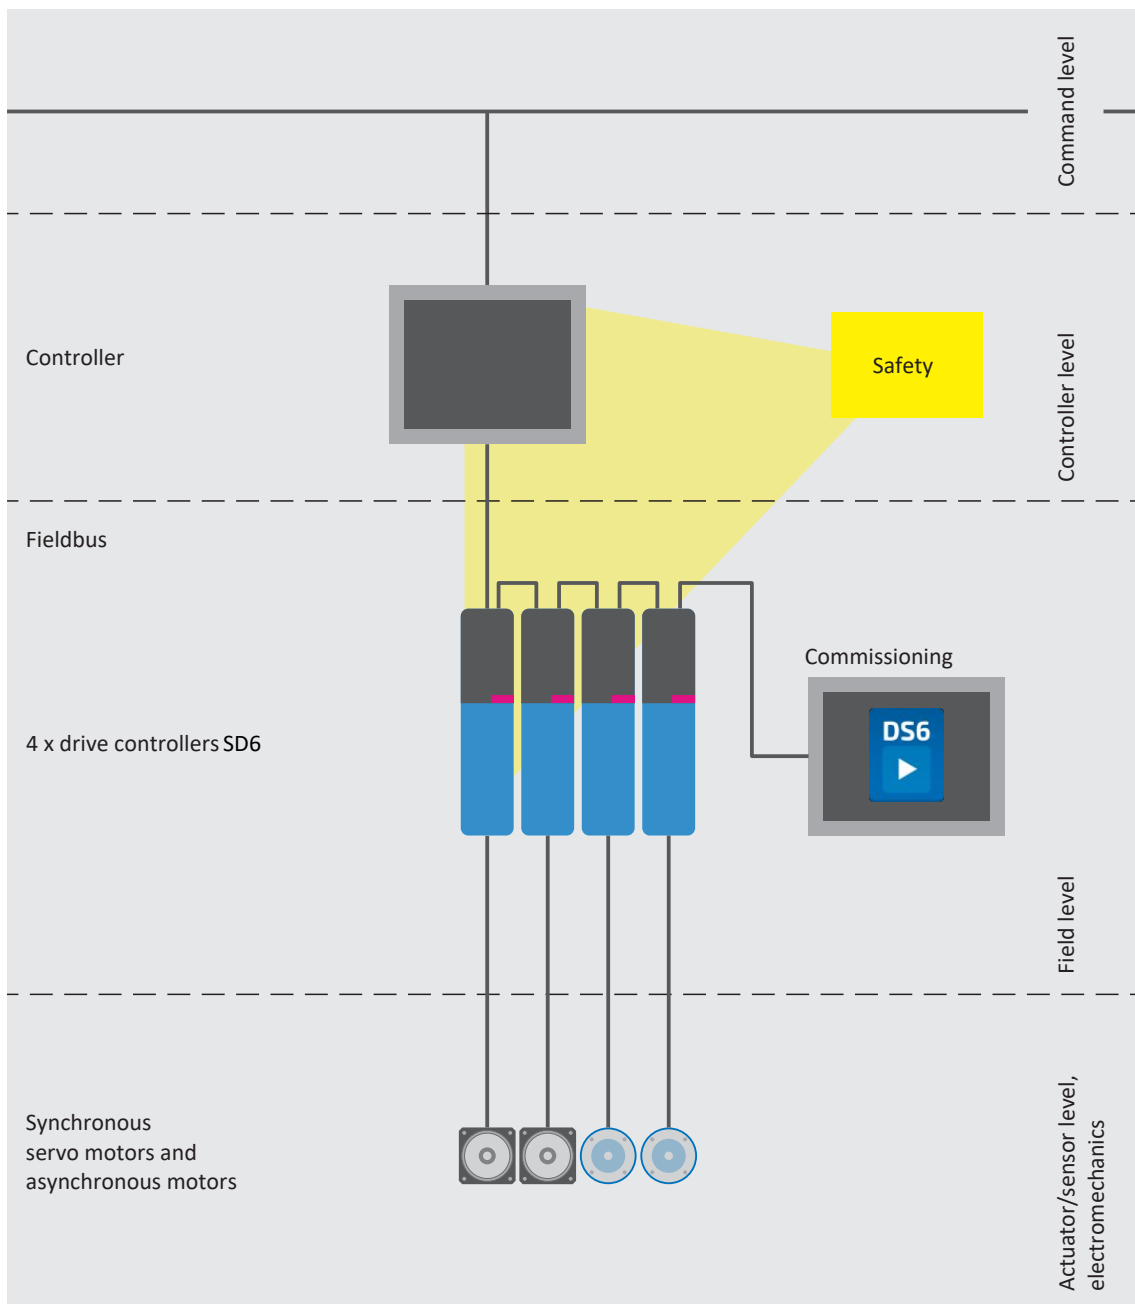 Command level
Controller
Safety
Controller level
Fieldbus
Commissioning
DS6
4 x drive controllers SD6
Field level
Synchronous
servo motors and
asynchronous motors
Actuator/sensor level,
electromechanics